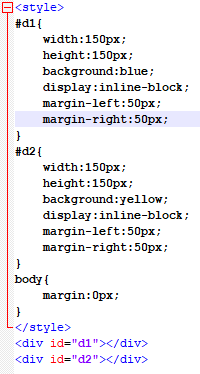 <style>
#d1{
width:150px;
height:150px;
background:blue;
display:inline-block;
margin-left:50px;
margin-right:50px;
}
#d2{
width:150px;
height:150px;
background:yellow;
display:inline-block;
margin-left:50px;
margin-right:50px;
}
body{
margin:0px;
}
</style>
<div id="d1"></div>
<div id="d2"></div>